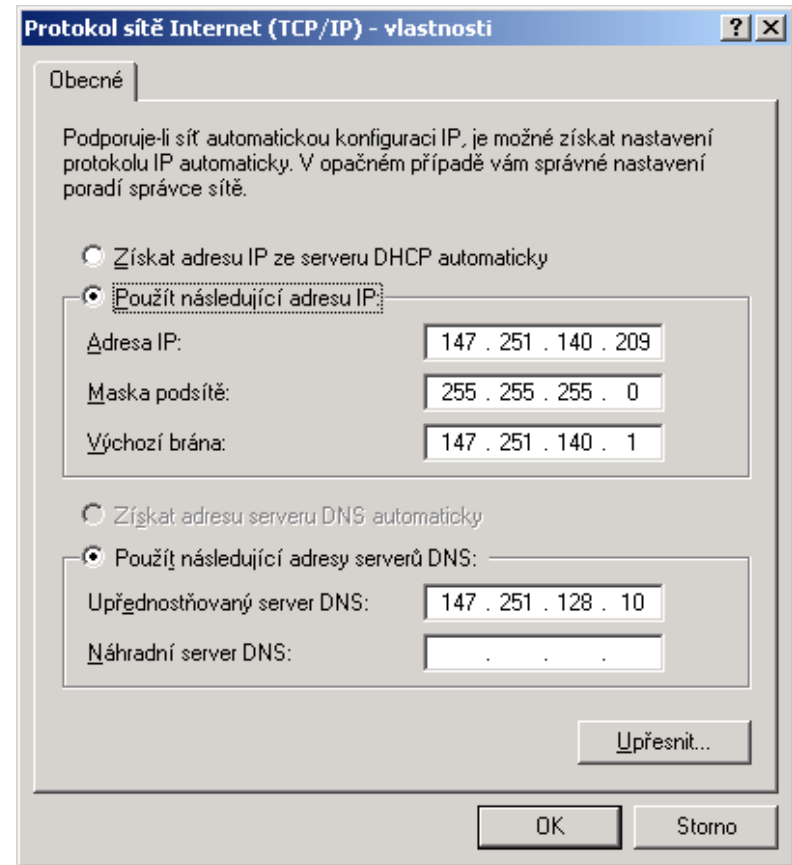 Protokol sítě Internet (TCP/IP) - vlastnosti
Obecné
Podporuje-li síť automatickou konfiguraci IP, je možné získat nastavení
protokolu IP automaticky. V opačném případě vám správné nastavení
poradí správce sítě.
Získat adresu IP ze serveru DHCP automaticky
Použít následující adresu IP:
Adresa IP: 147 . 251 . 140 . 209
Maska podsítě: 255 . 255 . 255 . 0
Výchozí brána: 147 . 251 . 140 . 1
Získat adresu serveru DNS automaticky
Použít následující adresy serverů DNS:
Upřednostňovaný server DNS: 147 . 251 . 128 . 10
Náhradní server DNS: . . .
Upřesnit...
OK Storno